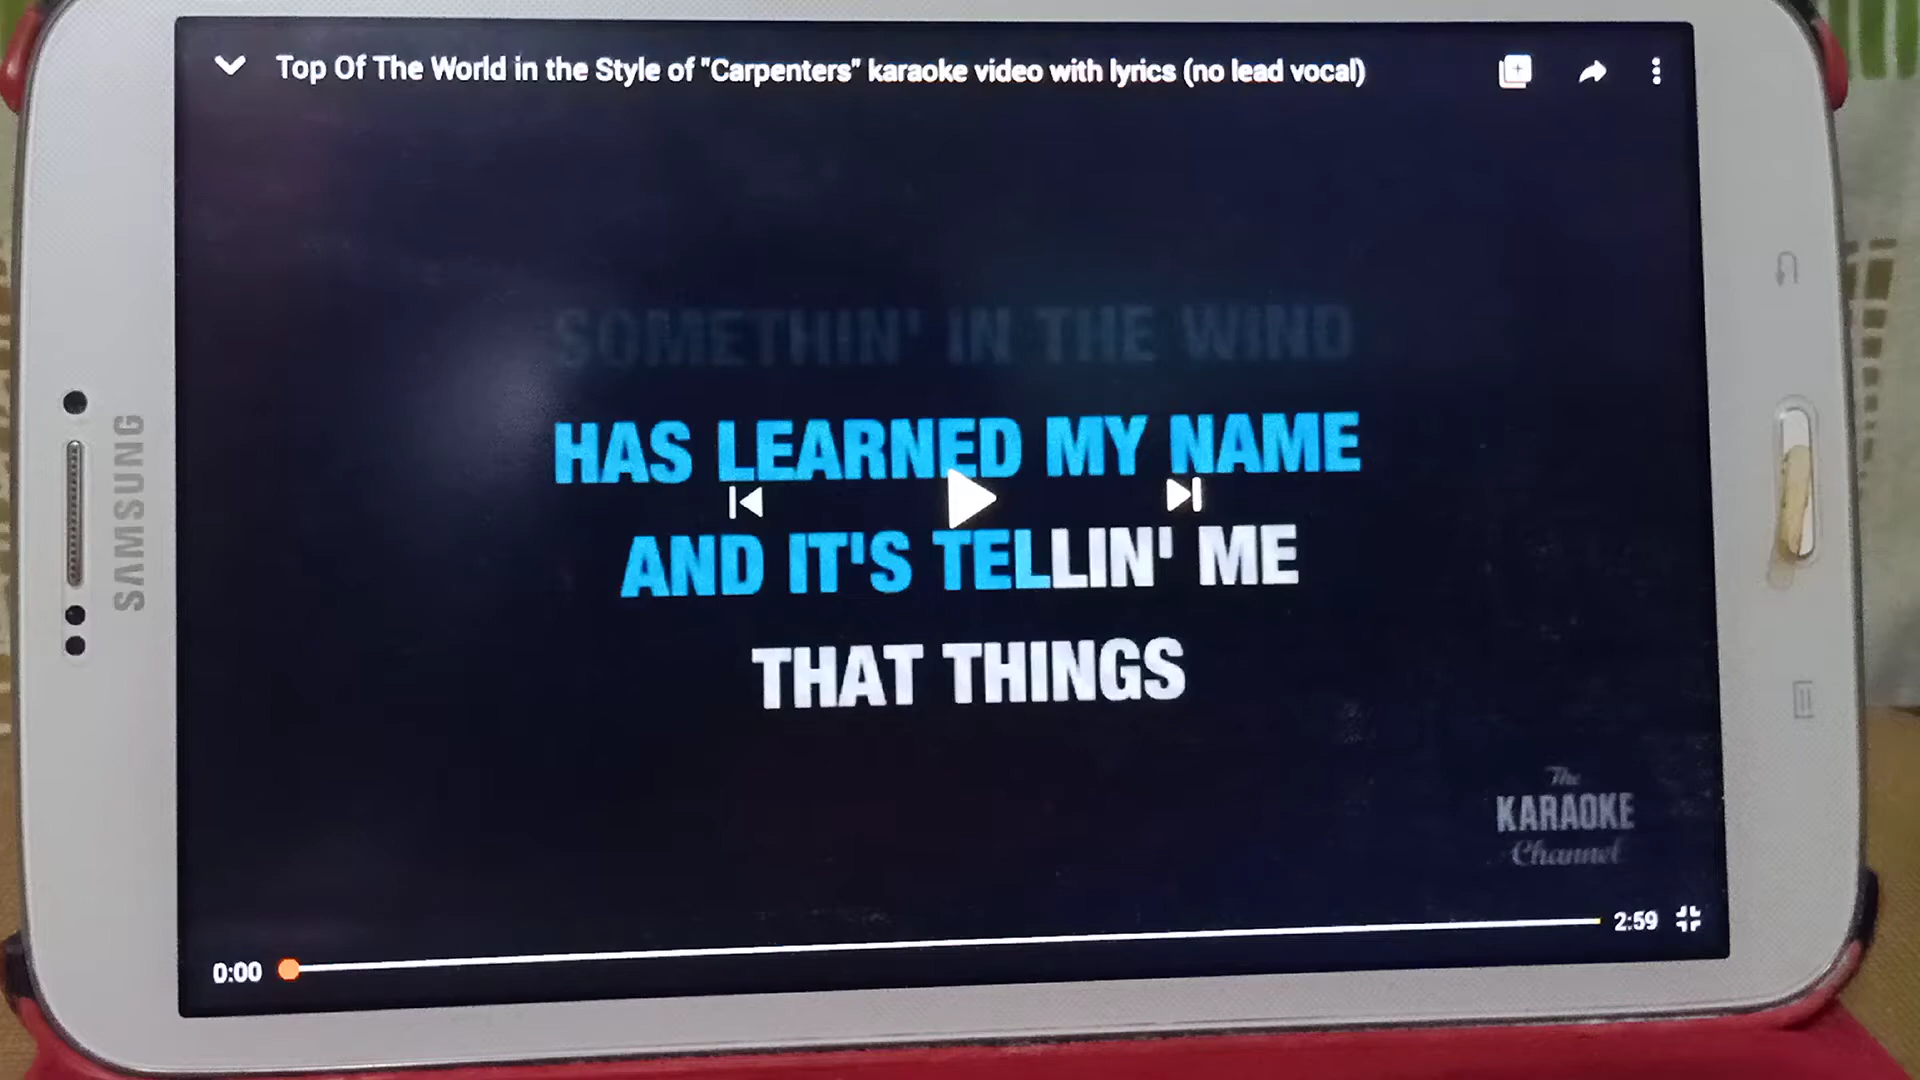 Top Of The World in the Style of "Carpenters" karaoke video with lyrics (no lead vocal)
SOMETHIN' IN THE WIND
HAS LEARNED MY NAME
AND IT'S TELLIN' ME
THAT THINGS
The
KARAOKE
Channel
0:00
2:59
SAMSUNG